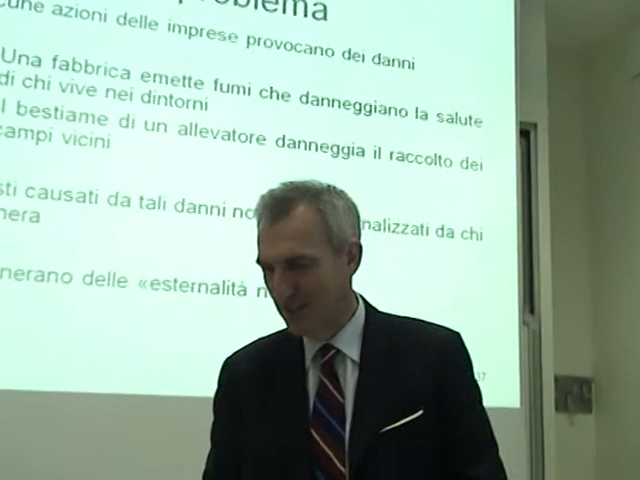 problema
cune azioni delle imprese provocano dei danni
Una fabbrica emette fumi che danneggiano la salute
di chi vive nei dintorni
l bestiame di un allevatore danneggia il raccolto dei
campi vicini
sti causati da tali danni no nalizzati da chi
nera
nerano delle «esternalità n
37